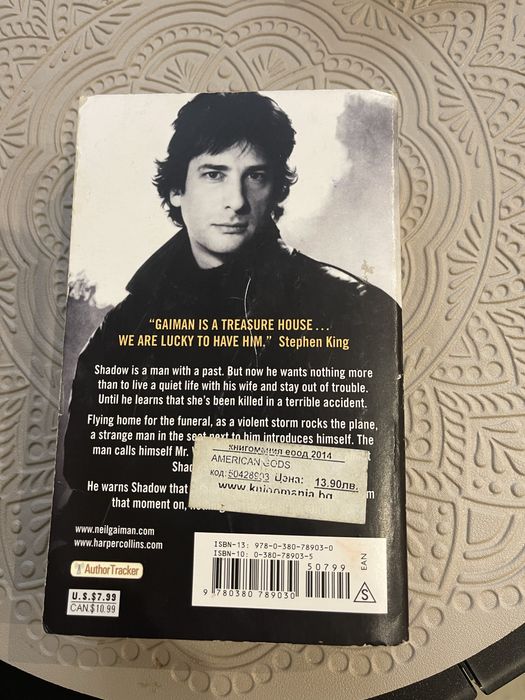 "GAIMAN IS A TREASURE HOUSE...
WE ARE LUCKY TO HAVE HIM." Stephen King
Shadow is a man with a past. But now he wants nothing more
than to live a quiet life with his wife and stay out of trouble.
Until he learns that she's been killed in a terrible accident.
Flying home for the funeral, as a violent storm rocks the plane,
a strange man in the seat next to him introduces himself. The
man calls himself Mr.
Shad
He warns Shadow that
that moment on,
книгомания еоод 2014
AMERICAN GODS
код: 50428903 Цена: 13.90лв.
www.knigomania.bg
www.neilgaiman.com
www.harpercollins.com
AuthorTracker
U.S.$7.99
CAN.$10.99
ISBN-13: 978-0-380-78903-0
ISBN-10: 0-380-78903-5
50799
EAN
9 780380 789030
S